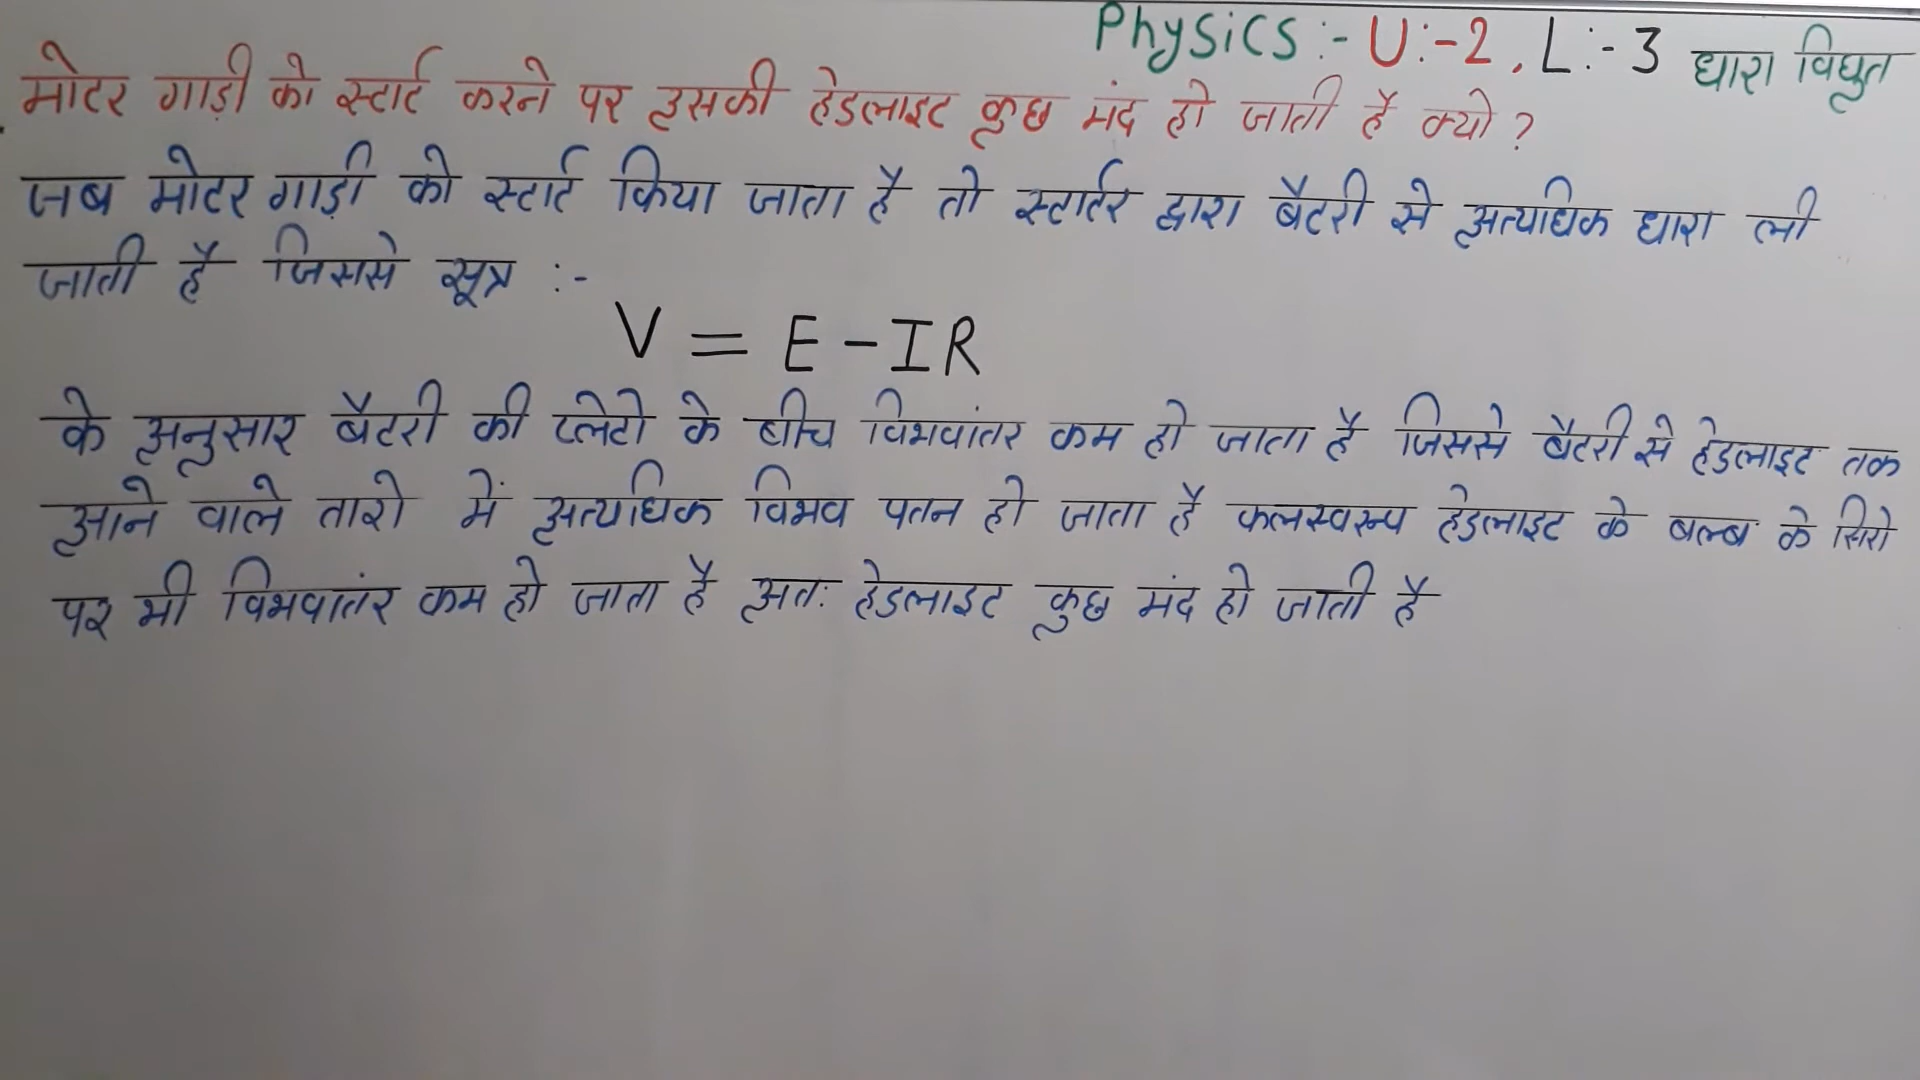 Physics :- U:-2, L:-3 धारा विद्युत
मोटर गाड़ी को स्टार्ट करने पर इसकी हेडलाइट कुछ मंद हो जाती है क्यो ?
जब मोटर गाड़ी को स्टार्ट किया जाता है तो स्टार्टर द्वारा बैटरी से अत्यधिक धारा ली
जाती है जिससे सूत्र :-
V = E - IR
के अनुसार बैटरी की प्लेटो के बीच विभवांतर कम हो जाता है जिससे बैटरी से हेडलाइट तक
आने वाले तारो में अत्यधिक विभव पतन हो जाता है फलस्वरूप हेडलाइट के बल्ब के सिरो
पर भी विभवातंर कम हो जाता है अतः हेडलाइट कुछ मंद हो जाती है